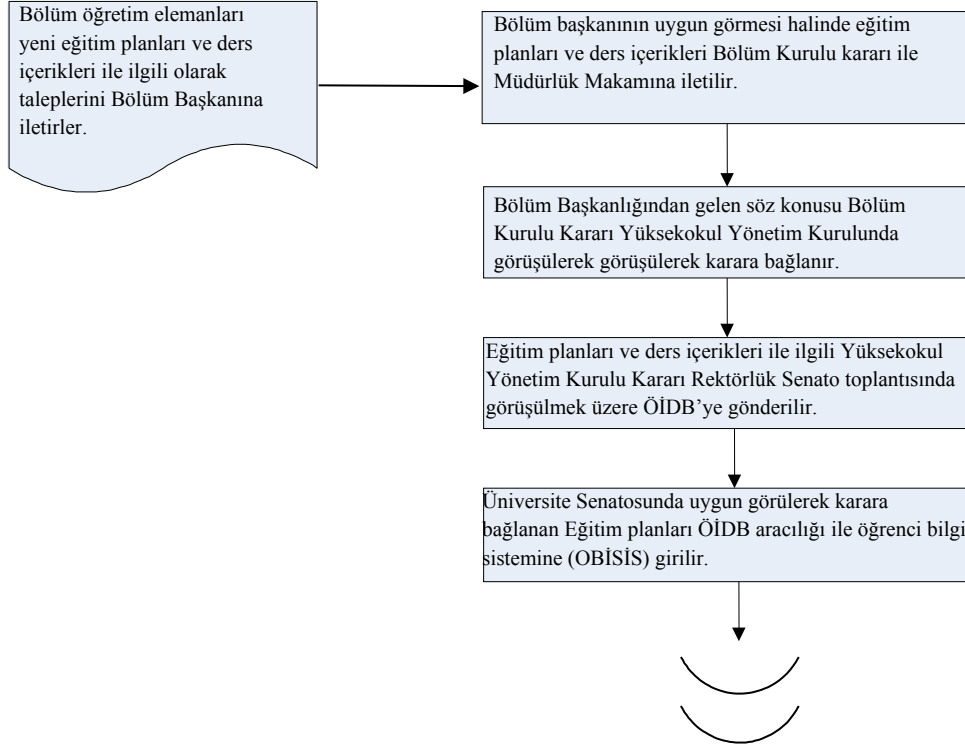 Bölüm öğretim elemanları
yeni eğitim planları ve ders
içerikleri ile ilgili olarak
taleplerini Bölüm Başkanına
iletirler.
Bölüm başkanının uygun görmesi halinde eğitim
planları ve ders içerikleri Bölüm Kurulu kararı ile
Müdürlük Makamına iletilir.
Bölüm Başkanlığından gelen söz konusu Bölüm
Kurulu Kararı Yüksekokul Yönetim Kurulunda
görüşülerek görüşülerek karara bağlanır.
Eğitim planları ve ders içerikleri ile ilgili Yüksekokul
Yönetim Kurulu Kararı Rektörlük Senato toplantısında
görüşülmek üzere ÖİDB’ye gönderilir.
Üniversite Senatosunda uygun görülerek karara
bağlanan Eğitim planları ÖİDB aracılığı ile öğrenci bilgi
sistemine (OBİSİS) girilir.